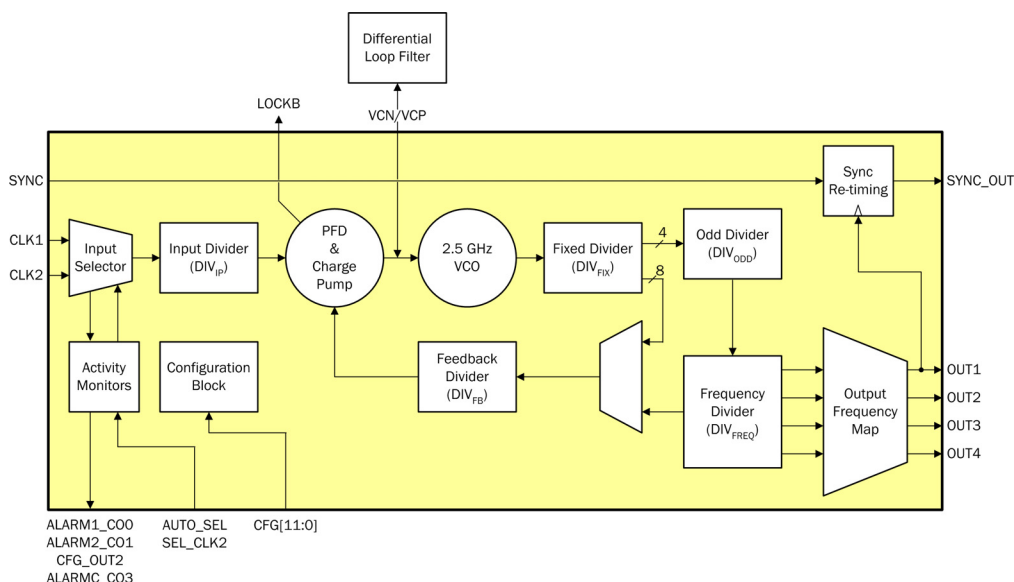 Differential
Loop Filter
LOCKB
VCN/VCP
SYNC
Sync
Re-timing
SYNC_OUT
CLK1
CLK2
Input
Selector
Input Divider
(DIV_IP)
PFD
&
Charge
Pump
2.5 GHz
VCO
Fixed Divider
(DIV_FIX)
4
8
Odd Divider
(DIV_ODD)
Activity
Monitors
Configuration
Block
Feedback
Divider
(DIV_FB)
Frequency
Divider
(DIV_FREQ)
Output
Frequency
Map
OUT1
OUT2
OUT3
OUT4
ALARM1_CO0
ALARM2_CO1
CFG_OUT2
ALARMC_CO3
AUTO_SEL
SEL_CLK2
CFG[11:0]